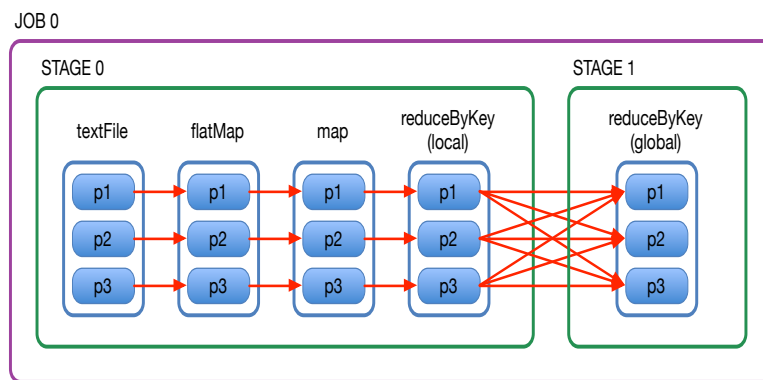 JOB 0
STAGE 0
STAGE 1
textFile
flatMap
map
reduceByKey
(local)
reduceByKey
(global)
p1
p1
p1
p1
p1
p2
p2
p2
p2
p2
p3
p3
p3
p3
p3